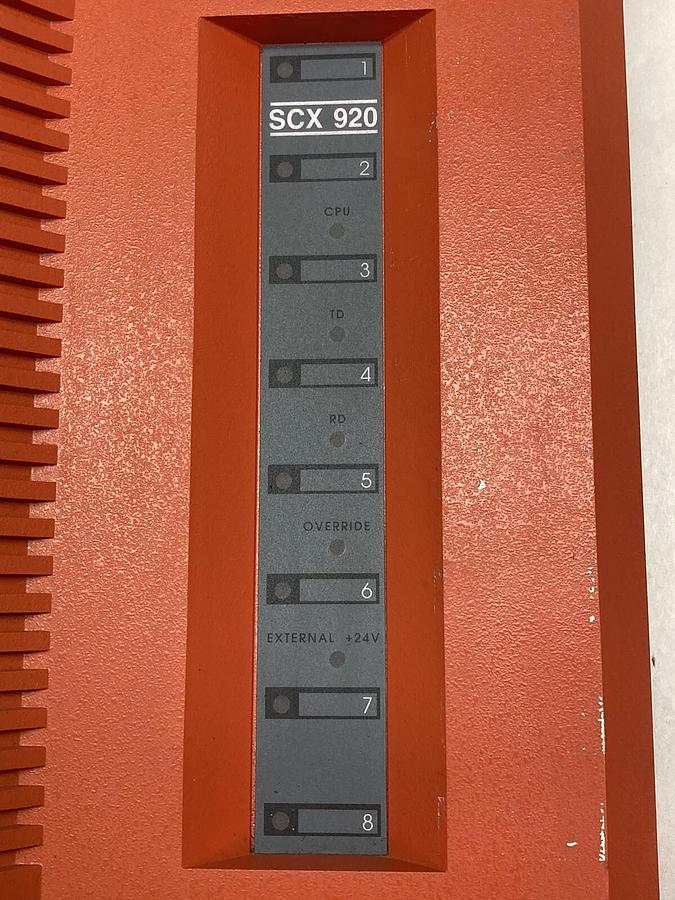 1
SCX 920
2
CPU
3
TD
4
RD
5
OVERRIDE
6
EXTERNAL +24V
7
8